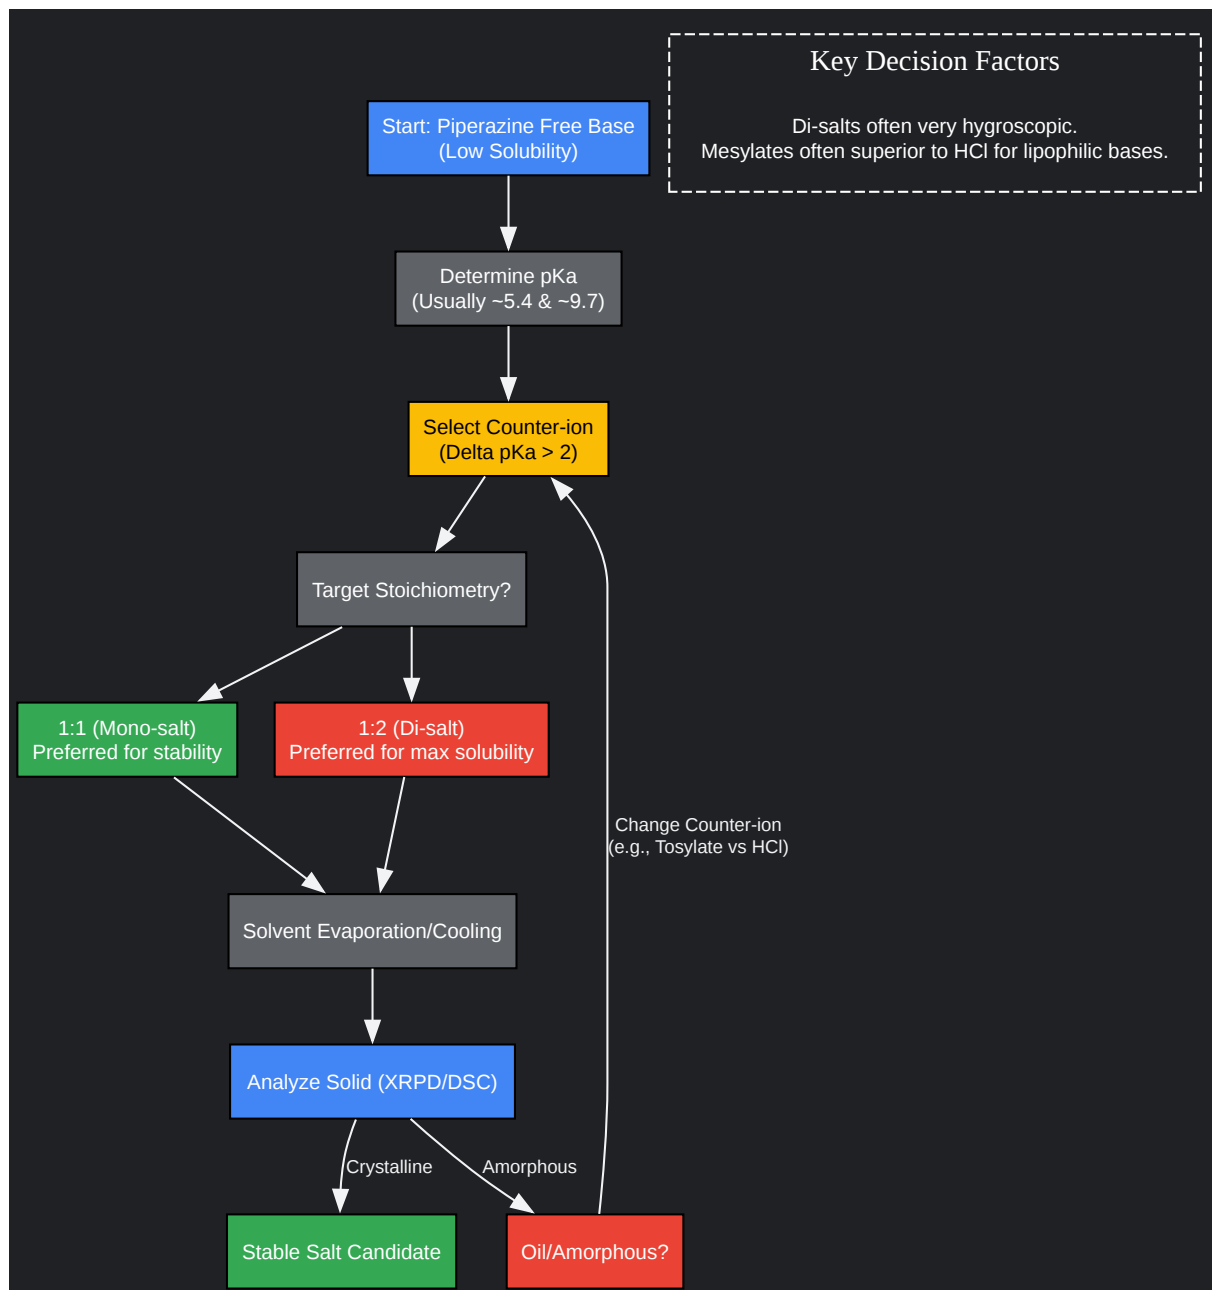 Key Decision Factors
Di-salts often very hygroscopic.
Mesylates often superior to HCl for lipophilic bases.
Start: Piperazine Free Base
(Low Solubility)
Determine pKa
(Usually ~5.4 & ~9.7)
Select Counter-ion
(Delta pKa > 2)
Target Stoichiometry?
1:1 (Mono-salt)
Preferred for stability
1:2 (Di-salt)
Preferred for max solubility
Change Counter-ion
(e.g., Tosylate vs HCl)
Solvent Evaporation/Cooling
Analyze Solid (XRPD/DSC)
Crystalline
Amorphous
Stable Salt Candidate
Oil/Amorphous?